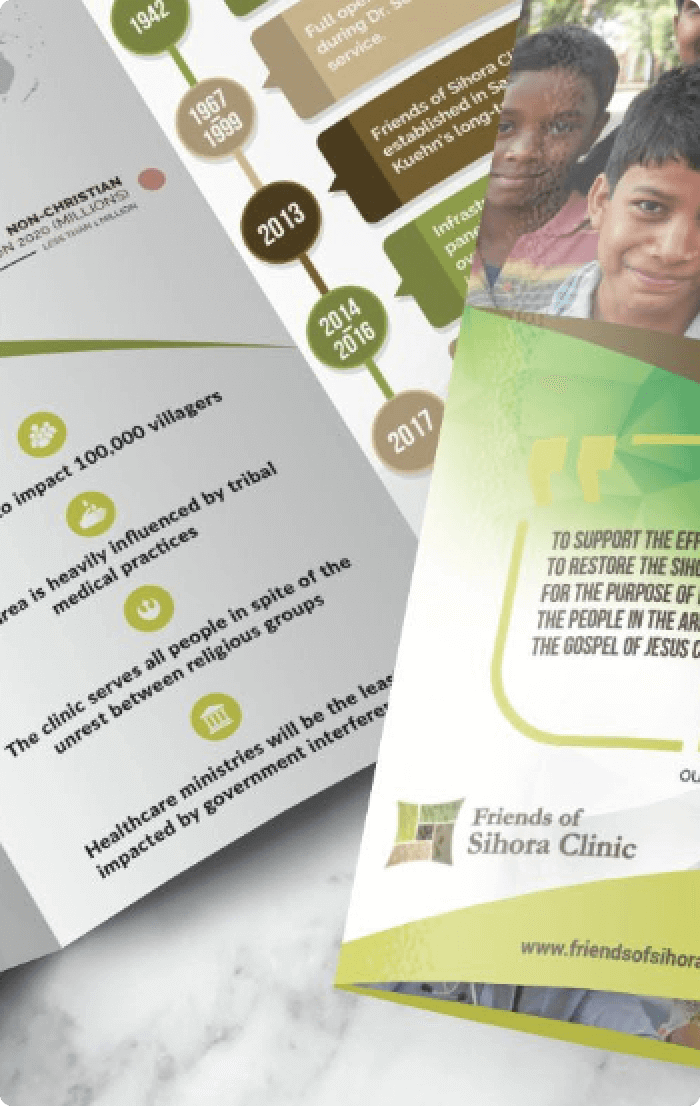 1942
Full ope
during Dr.
service.
1967
1999
Friends of Sihora Cl
established in Sa
Kuehn's long-t
2013
Infrast
pand
ov
2014
2016
2017
NON-CHRISTIAN
ON 2020 (MILLIONS)
LESS THAN 1 MILLION
to impact 100,000 villagers
rea is heavily influenced by tribal
medical practices
The clinic serves all people in spite of the
unrest between religious groups
Healthcare ministries will be the leas
impacted by government interferen
TO SUPPORT THE EFF
TO RESTORE THE SIHO
FOR THE PURPOSE OF
THE PEOPLE IN THE AR
THE GOSPEL OF JESUS C
OU
Friends of
Sihora Clinic
www.friendsofsihora